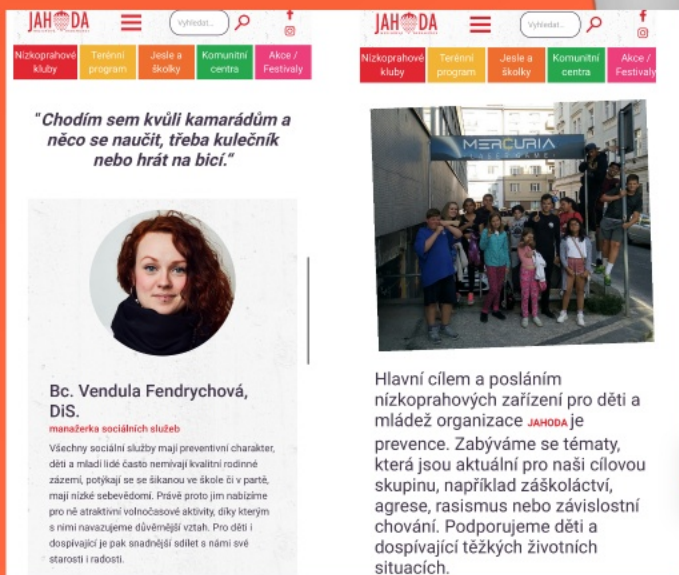 JAHODA
Vyhledat..
Nízkoprahové kluby
Terénní program
Jesle a školky
Komunitní centra
Akce / Festivaly
"Chodím sem kvůli kamarádům a
něco se naučit, třeba kulečník
nebo hrát na bicí."
Bc. Vendula Fendrychová,
DiS.
manažerka sociálních služeb
Všechny sociální služby mají preventivní charakter,
děti a mladí lidé často nemívají kvalitní rodinné
zázemí, potýkají se se šikanou ve škole či v partě,
mají nízké sebevědomí. Právě proto jim nabízíme
pro ně atraktivní volnočasové aktivity, díky kterým
s nimi navazujeme důvěrnější vztah. Pro děti i
dospívající je pak snadnější sdílet s námi své
starosti i radosti.
JAHODA
Vyhledat..
Nízkoprahové kluby
Terénní program
Jesle a školky
Komunitní centra
Akce / Festivaly
MERCURIA
LASER GAME
Hlavní cílem a posláním
nízkoprahových zařízení pro děti a
mládež organizace JAHODA je
prevence. Zabýváme se tématy,
která jsou aktuální pro naši cílovou
skupinu, například záškoláctví,
agrese, rasismus nebo závislostní
chování. Podporujeme děti a
dospívající těžkých životních
situacích.